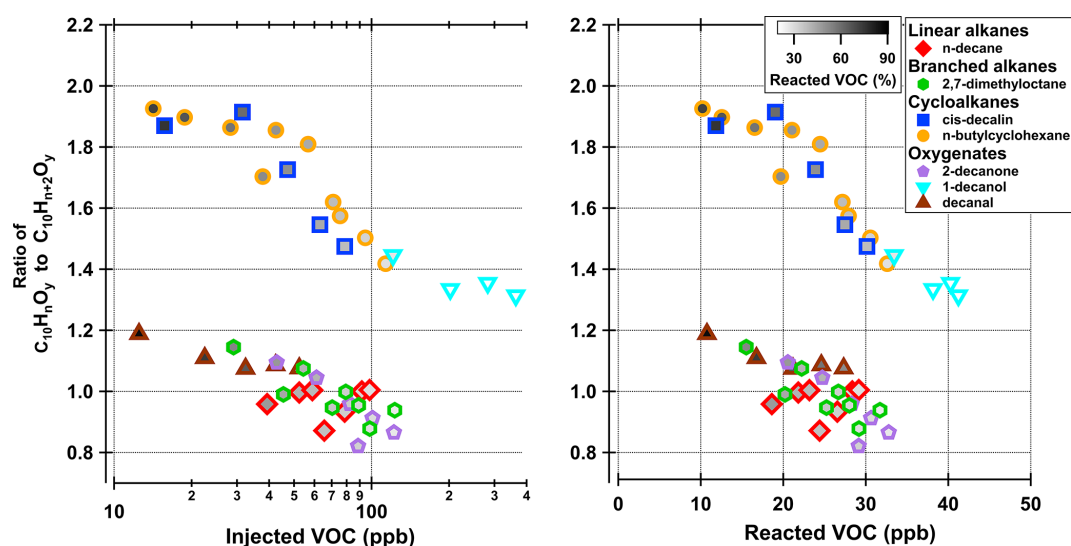 Ratio of
C₁₀HₙOᵧ to C₁₀Hₙ₊₂Oᵧ
2.2
2.0
1.8
1.6
1.4
1.2
1.0
0.8
10
2
3
4
5
6
7
8
9
100
2
3
4
Injected VOC (ppb)
2.2
2.0
1.8
1.6
1.4
1.2
1.0
0.8
0
10
20
30
40
50
Reacted VOC (ppb)
30
60
90
Reacted VOC (%)
Linear alkanes
n-decane
Branched alkanes
2,7-dimethyloctane
Cycloalkanes
cis-decalin
n-butylcyclohexane
Oxygenates
2-decanone
1-decanol
decanal